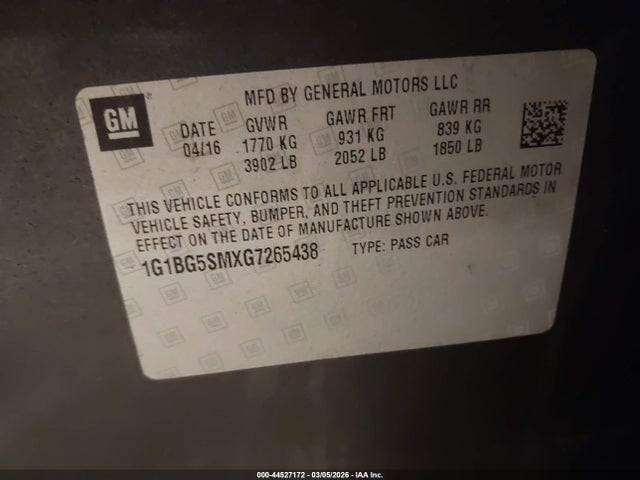 GM
MFD BY GENERAL MOTORS LLC
DATE GVWR GAWR FRT GAWR RR
04/16 1770 KG 931 KG 839 KG
3902 LB 2052 LB 1850 LB
THIS VEHICLE CONFORMS TO ALL APPLICABLE U.S. FEDERAL MOTOR
VEHICLE SAFETY, BUMPER, AND THEFT PREVENTION STANDARDS IN
EFFECT ON THE DATE OF MANUFACTURE SHOWN ABOVE.
1G1BG5SMXG7265438 TYPE: PASS CAR
000-44527172 - 03/05/2026 - IAA Inc.